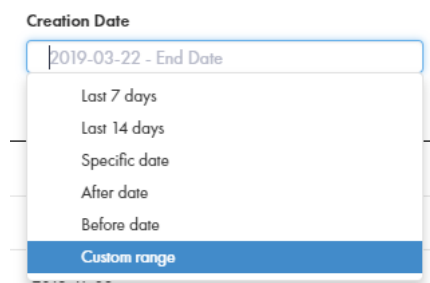 Creation Date
2019-03-22 - End Date
Last 7 days
Last 14 days
Specific date
After date
Before date
Custom range